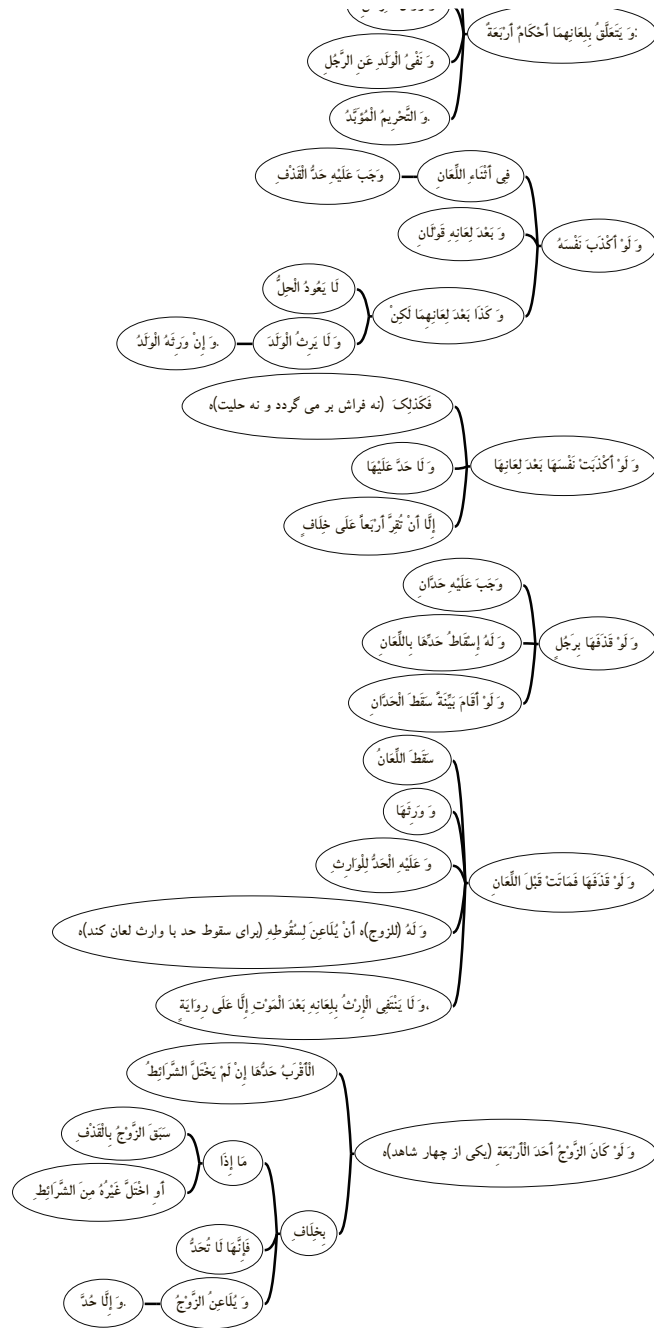 وَ يَتَعَلَّقُ بِلِعَانِهِمَا أَحْكَامٌ أَرْبَعَةٌ:
وَ نَفْیُ الْوَلَدِ عَنِ الرَّجُلِ
وَ التَّحْرِیمُ الْمُؤَبَّدُ.
وَ لَوْ أَکْذَبَ نَفْسَهُ
فِی أَثْنَاءِ اللِّعَانِ
وَجَبَ عَلَیْهِ حَدُّ الْقَذْفِ
وَ بَعْدَ لِعَانِهِ قَوْلَانِ
وَ کَذَا بَعْدَ لِعَانِهِمَا لَکِنْ
لَا یَعُودُ الْحِلُّ
وَ لَا یَرِثُ الْوَلَدَ
وَ إِنْ وَرِثَهُ الْوَلَدُ.
وَ لَوْ أَکْذَبَتْ نَفْسَهَا بَعْدَ لِعَانِهَا
فَکَذلِکَ (نه فراش بر می گردد و نه حلیت)ه
وَ لَا حَدَّ عَلَیْهَا
إِلَّا أَنْ تُقِرَّ أَرْبَعاً عَلَی خِلَافٍ
وَ لَوْ قَذَفَهَا بِرَجُلٍ
وَجَبَ عَلَیْهِ حَدَّانِ
وَ لَهُ إِسْقَاطُ حَدِّهَا بِاللِّعَانِ
وَ لَوْ أَقَامَ بَیِّنَةً سَقَطَ الْحَدَّانِ
وَ لَوْ قَذَفَهَا فَمَاتَتْ قَبْلَ اللِّعَانِ
سَقَطَ اللِّعَانُ
وَ وَرِثَهَا
وَ عَلَیْهِ الْحَدُّ لِلْوَارِثِ
وَ لَهُ (للزوج)ه أَنْ یُلَاعِنَ لِسُقُوطِهِ (برای سقوط حد با وارث لعان کند)ه
وَ لَا یَنْتَفِی الْإِرْثُ بِلِعَانِهِ بَعْدَ الْمَوْتِ إِلَّا عَلَی رِوَایَةٍ،
وَ لَوْ کَانَ الزَّوْجُ أَحَدَ الْأَرْبَعَةِ (یکی از چهار شاهد)ه
الْأَقْرَبُ حَدُّهَا إِنْ لَمْ یَخْتَلَّ الشَّرَائِطُ
بِخِلَافِ
مَا إِذَا
سَبَقَ الزَّوْجُ بِالْقَذْفِ
أَوِ اخْتَلَّ غَیْرُهُ مِنَ الشَّرَائِطِ
فَإِنَّهَا لَا تُحَدُّ
وَ یُلَاعِنُ الزَّوْجُ
وَ إِلَّا حُدَّ.